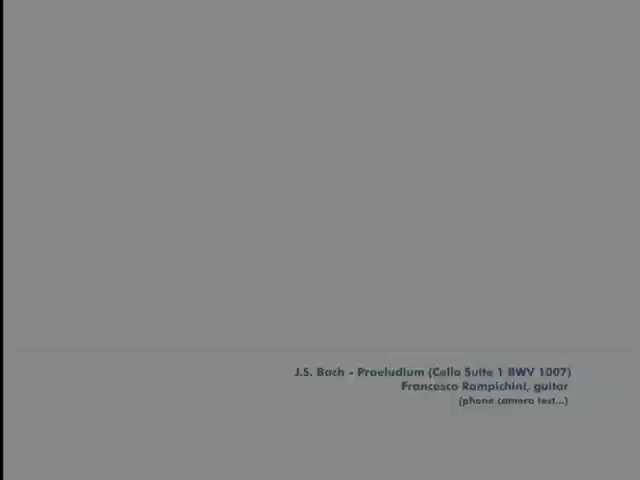 J.S. Bach - Praeludium (Cello Suite 1 BWV 1007)
Francesco Rampichini, guitar
(phone camera test...)